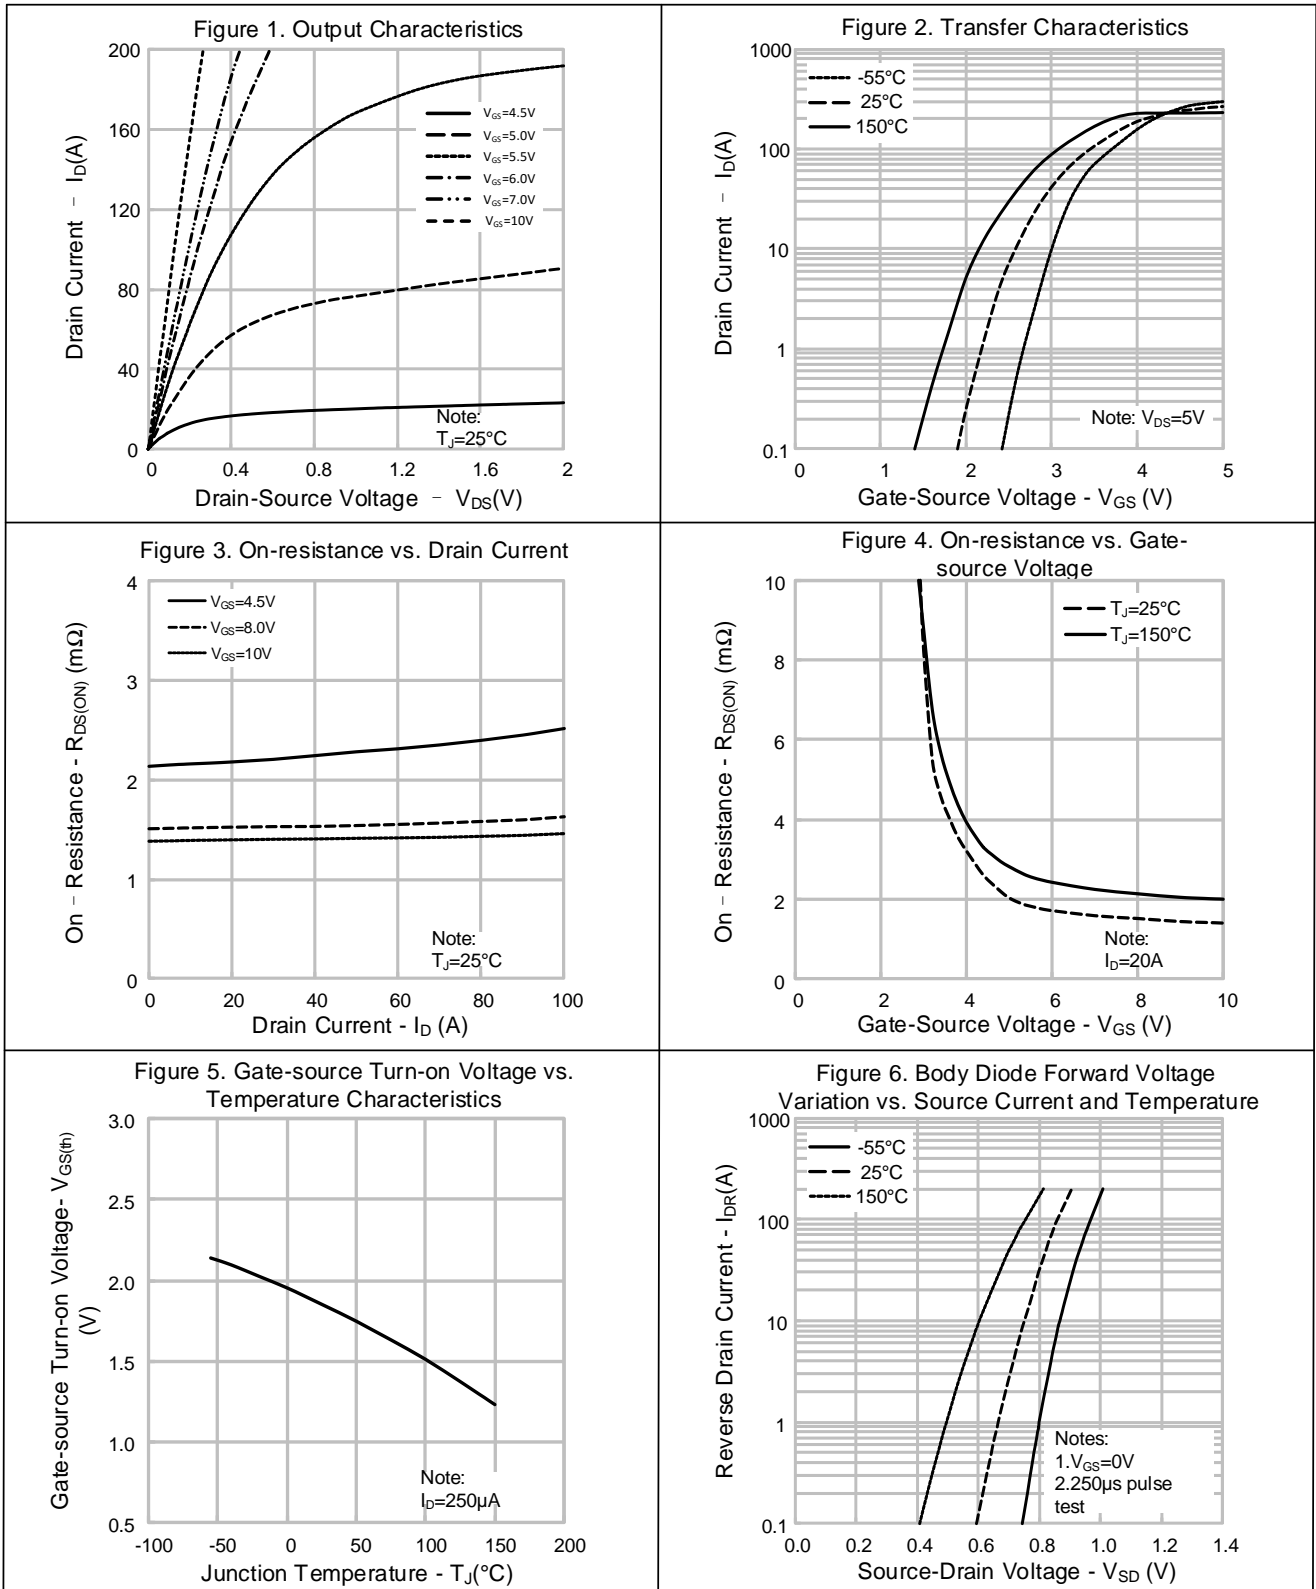 Figure 1. Output Characteristics
Drain Current – I_D(A)
200
160
120
80
40
0
V_GS=4.5V
V_GS=5.0V
V_GS=5.5V
V_GS=6.0V
V_GS=7.0V
V_GS=10V
Note:
T_J=25°C
0 0.4 0.8 1.2 1.6 2
Drain-Source Voltage – V_DS(V)
Figure 2. Transfer Characteristics
Drain Current – I_D(A)
1000
100
10
1
0.1
-55°C
25°C
150°C
Note: V_DS=5V
0 1 2 3 4 5
Gate-Source Voltage - V_GS (V)
Figure 3. On-resistance vs. Drain Current
On – Resistance - R_DS(ON) (mΩ)
4
3
2
1
0
V_GS=4.5V
V_GS=8.0V
V_GS=10V
Note:
T_J=25°C
0 20 40 60 80 100
Drain Current - I_D (A)
Figure 4. On-resistance vs. Gate-
source Voltage
On – Resistance - R_DS(ON) (mΩ)
10
8
6
4
2
0
T_J=25°C
T_J=150°C
Note:
I_D=20A
0 2 4 6 8 10
Gate-Source Voltage - V_GS (V)
Figure 5. Gate-source Turn-on Voltage vs.
Temperature Characteristics
Gate-source Turn-on Voltage- V_GS(th)
(V)
3.0
2.5
2.0
1.5
1.0
0.5
Note:
I_D=250µA
-100 -50 0 50 100 150 200
Junction Temperature - T_J(°C)
Figure 6. Body Diode Forward Voltage
Variation vs. Source Current and Temperature
Reverse Drain Current - I_DR(A)
1000
100
10
1
0.1
-55°C
25°C
150°C
Notes:
1.V_GS=0V
2.250µs pulse
test
0.0 0.2 0.4 0.6 0.8 1.0 1.2 1.4
Source-Drain Voltage - V_SD (V)